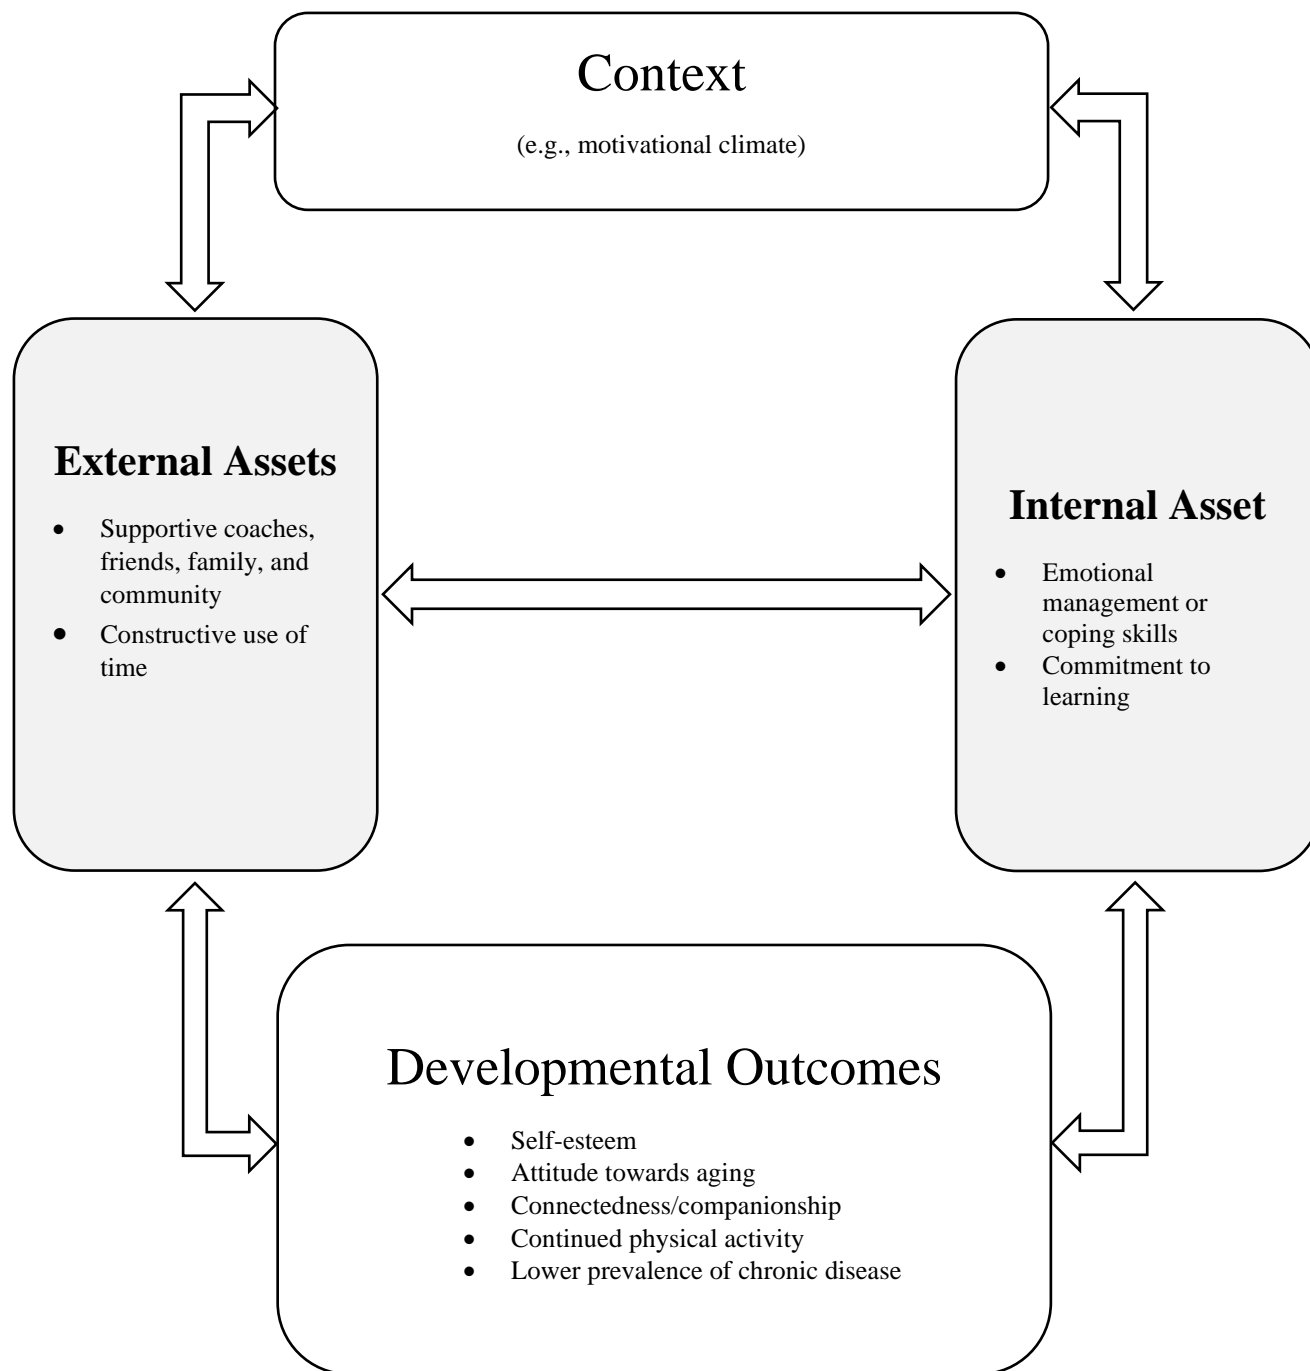 Context
(e.g., motivational climate)
External Assets
• Supportive coaches,
friends, family, and
community
• Constructive use of
time
Internal Asset
• Emotional
management or
coping skills
• Commitment to
learning
Developmental Outcomes
• Self-esteem
• Attitude towards aging
• Connectedness/companionship
• Continued physical activity
• Lower prevalence of chronic disease